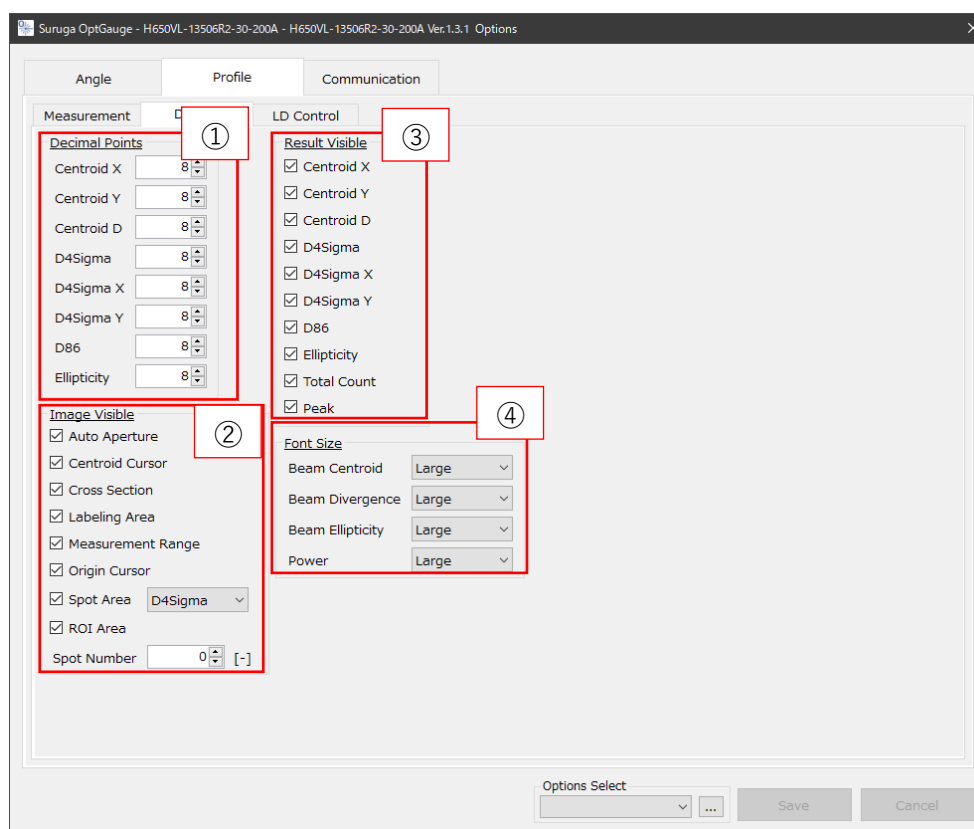 Suruga OptGauge - H650VL-13506R2-30-200A - H650VL-13506R2-30-200A Ver.1.3.1 Options
Angle
Profile
Communication
Measurement
LD Control
①
Decimal Points
Centroid X 8
Centroid Y 8
Centroid D 8
D4Sigma 8
D4Sigma X 8
D4Sigma Y 8
D86 8
Ellipticity 8
②
Image Visible
Auto Aperture
Centroid Cursor
Cross Section
Labeling Area
Measurement Range
Origin Cursor
Spot Area D4Sigma
ROI Area
Spot Number 0 [-]
③
Result Visible
Centroid X
Centroid Y
Centroid D
D4Sigma
D4Sigma X
D4Sigma Y
D86
Ellipticity
Total Count
Peak
④
Font Size
Beam Centroid Large
Beam Divergence Large
Beam Ellipticity Large
Power Large
Options Select
...
Save
Cancel